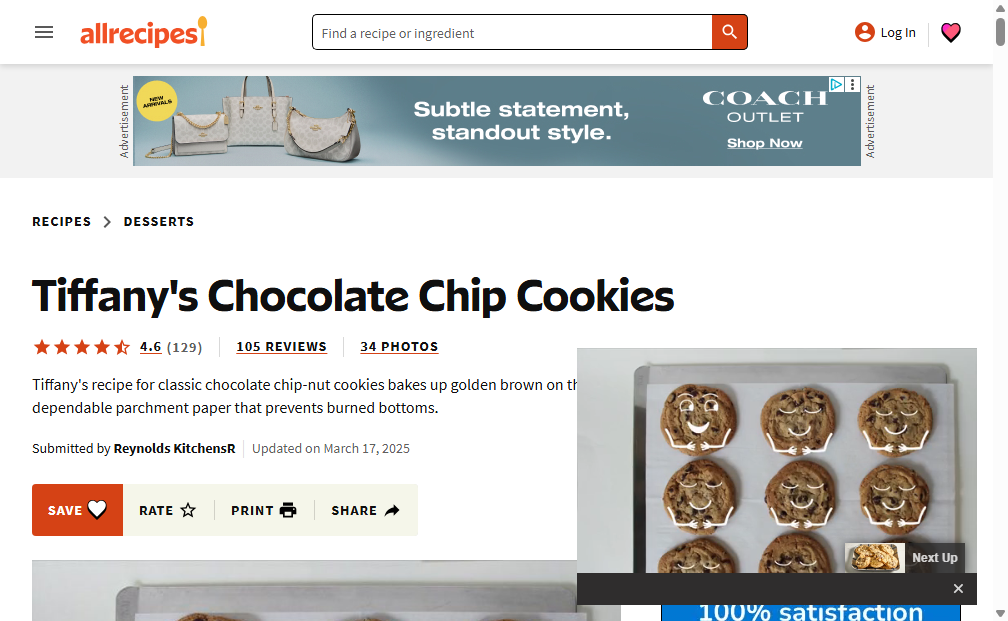 allrecipes
Find a recipe or ingredient
Log In
Advertisement
NEW ARRIVALS
Subtle statement,
standout style.
COACH
OUTLET
Shop Now
Advertisement
RECIPES > DESSERTS
Tiffany's Chocolate Chip Cookies
4.6 (129) 105 REVIEWS 34 PHOTOS
Tiffany's recipe for classic chocolate chip-nut cookies bakes up golden brown on th
dependable parchment paper that prevents burned bottoms.
Submitted by Reynolds KitchensR Updated on March 17, 2025
SAVE RATE PRINT SHARE
Next Up
100% satisfaction